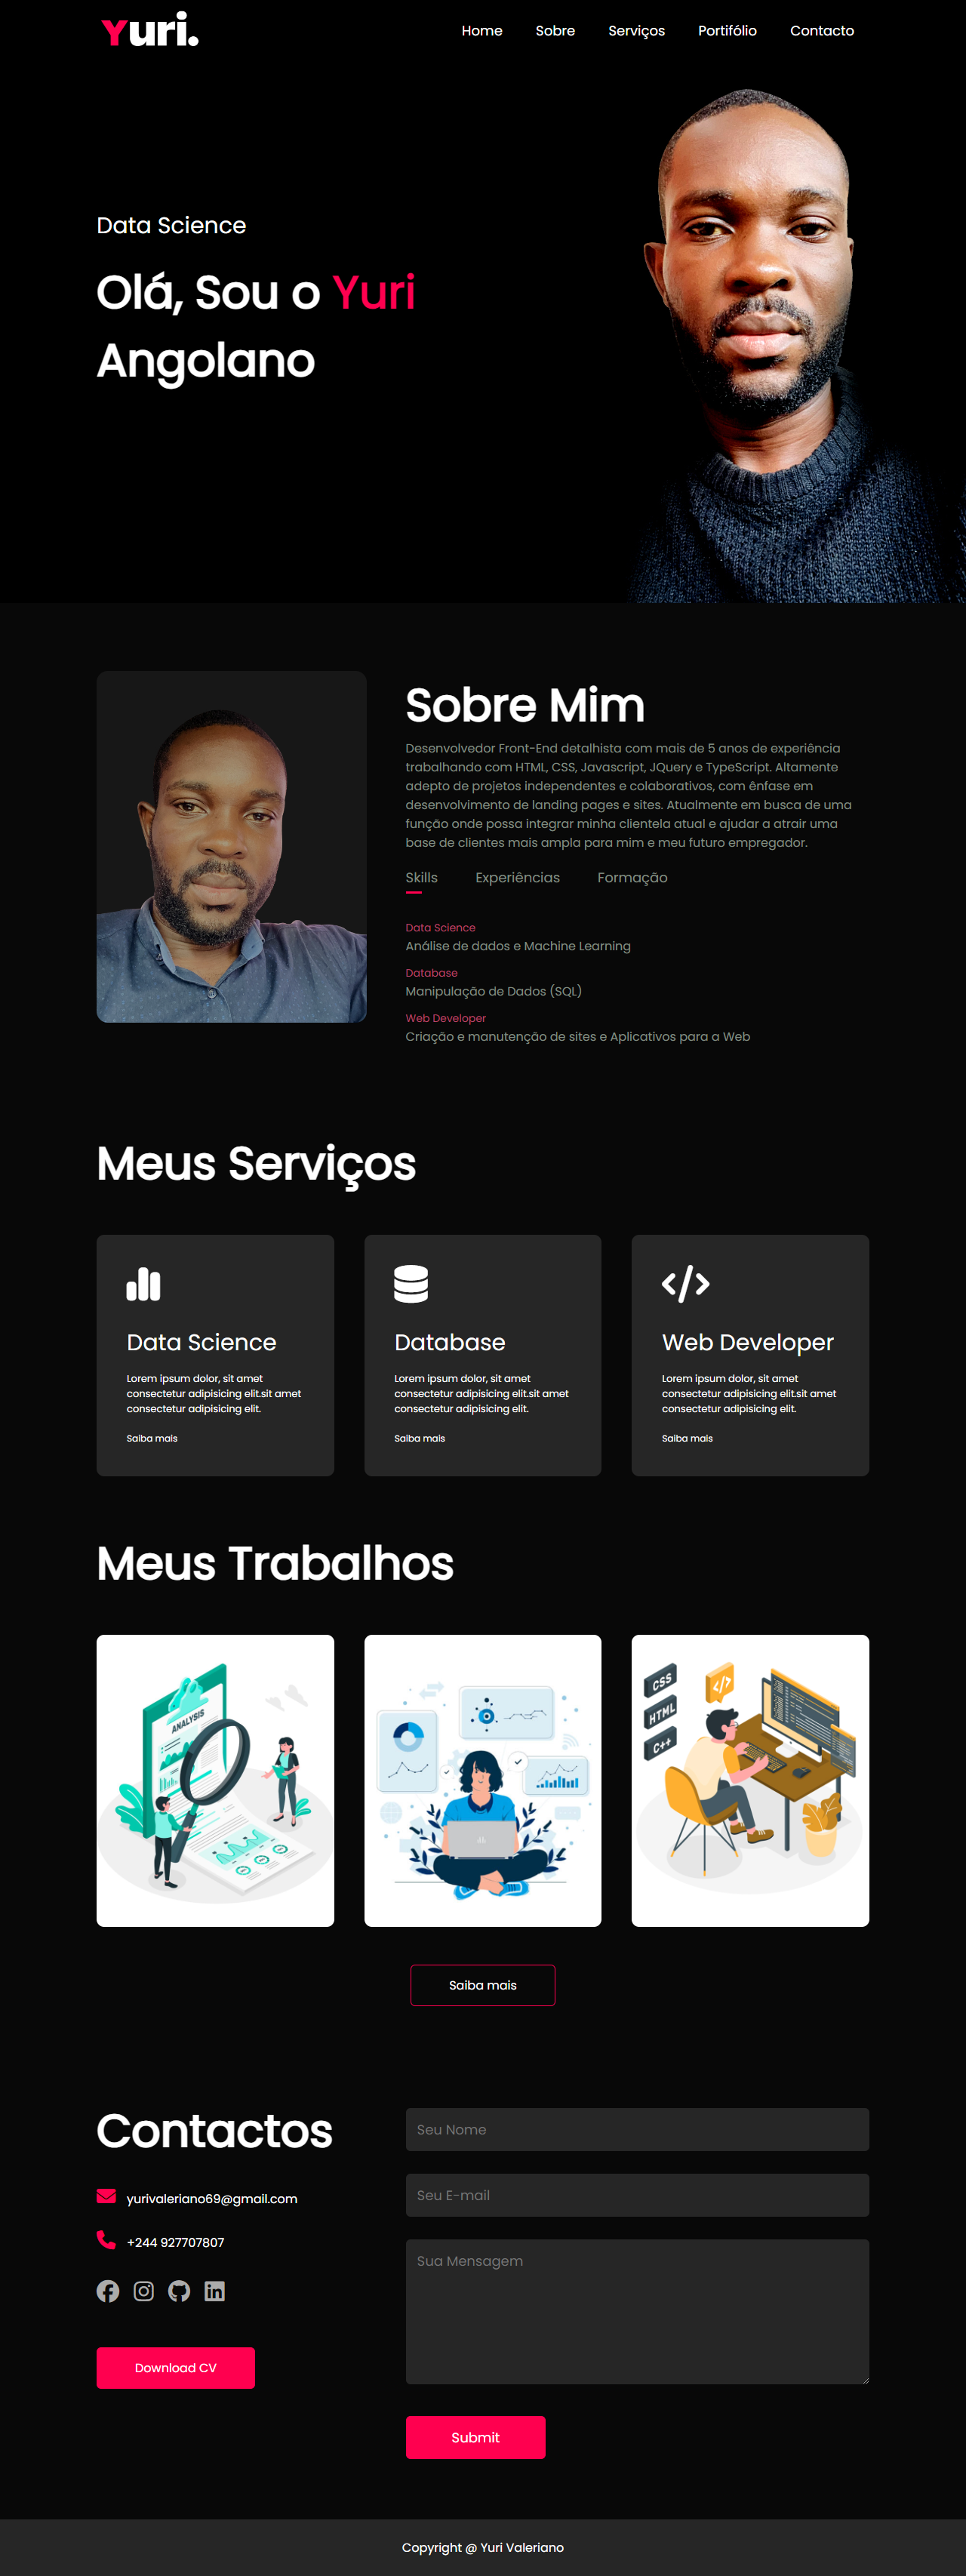 Yuri.
Home Sobre Serviços Portifólio Contacto
Data Science
Olá, Sou o Yuri
Angolano
Sobre Mim
Desenvolvedor Front-End detalhista com mais de 5 anos de experiência
trabalhando com HTML, CSS, Javascript, JQuery e TypeScript. Altamente
adepto de projetos independentes e colaborativos, com ênfase em
desenvolvimento de landing pages e sites. Atualmente em busca de uma
função onde possa integrar minha clientela atual e ajudar a atrair uma
base de clientes mais ampla para mim e meu futuro empregador.
Skills Experiências Formação
Data Science
Análise de dados e Machine Learning
Database
Manipulação de Dados (SQL)
Web Developer
Criação e manutenção de sites e Aplicativos para a Web
Meus Serviços
Data Science
Lorem ipsum dolor, sit amet
consectetur adipisicing elit.sit amet
consectetur adipisicing elit.
Saiba mais
Database
Lorem ipsum dolor, sit amet
consectetur adipisicing elit.sit amet
consectetur adipisicing elit.
Saiba mais
Web Developer
Lorem ipsum dolor, sit amet
consectetur adipisicing elit.sit amet
consectetur adipisicing elit.
Saiba mais
Meus Trabalhos
ANALYSIS
CSS
HTML
C++
</>
Saiba mais
Contactos
yurivaleriano69@gmail.com
+244 927707807
Download CV
Seu Nome
Seu E-mail
Sua Mensagem
Submit
Copyright @ Yuri Valeriano